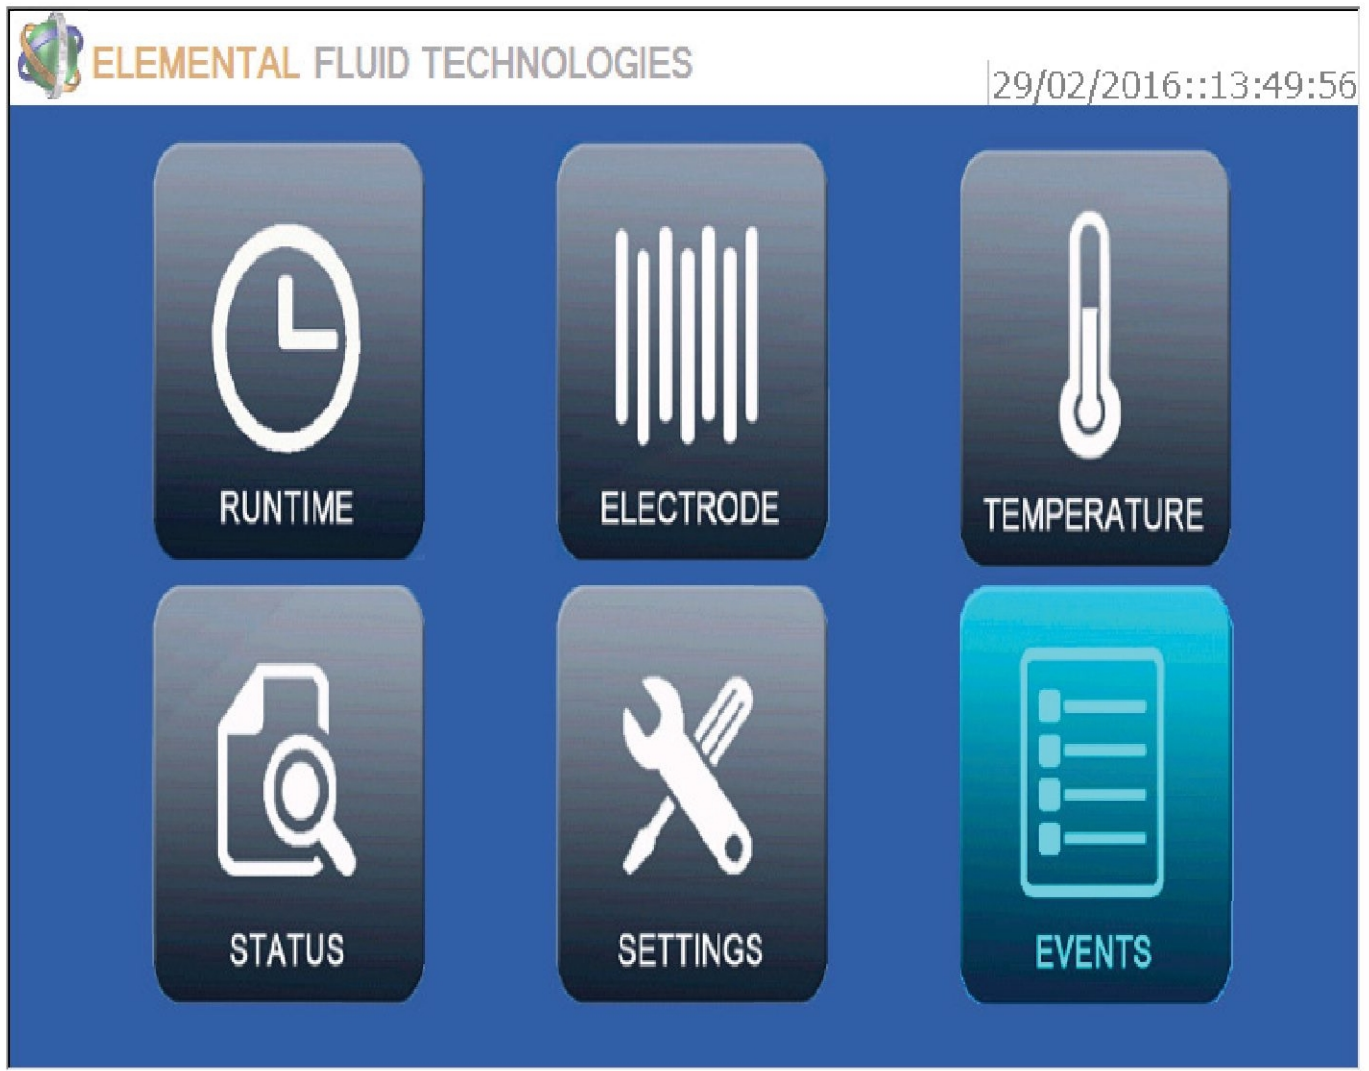 ELEMENTAL FLUID TECHNOLOGIES
29/02/2016::13:49:56
RUNTIME
ELECTRODE
TEMPERATURE
STATUS
SETTINGS
EVENTS